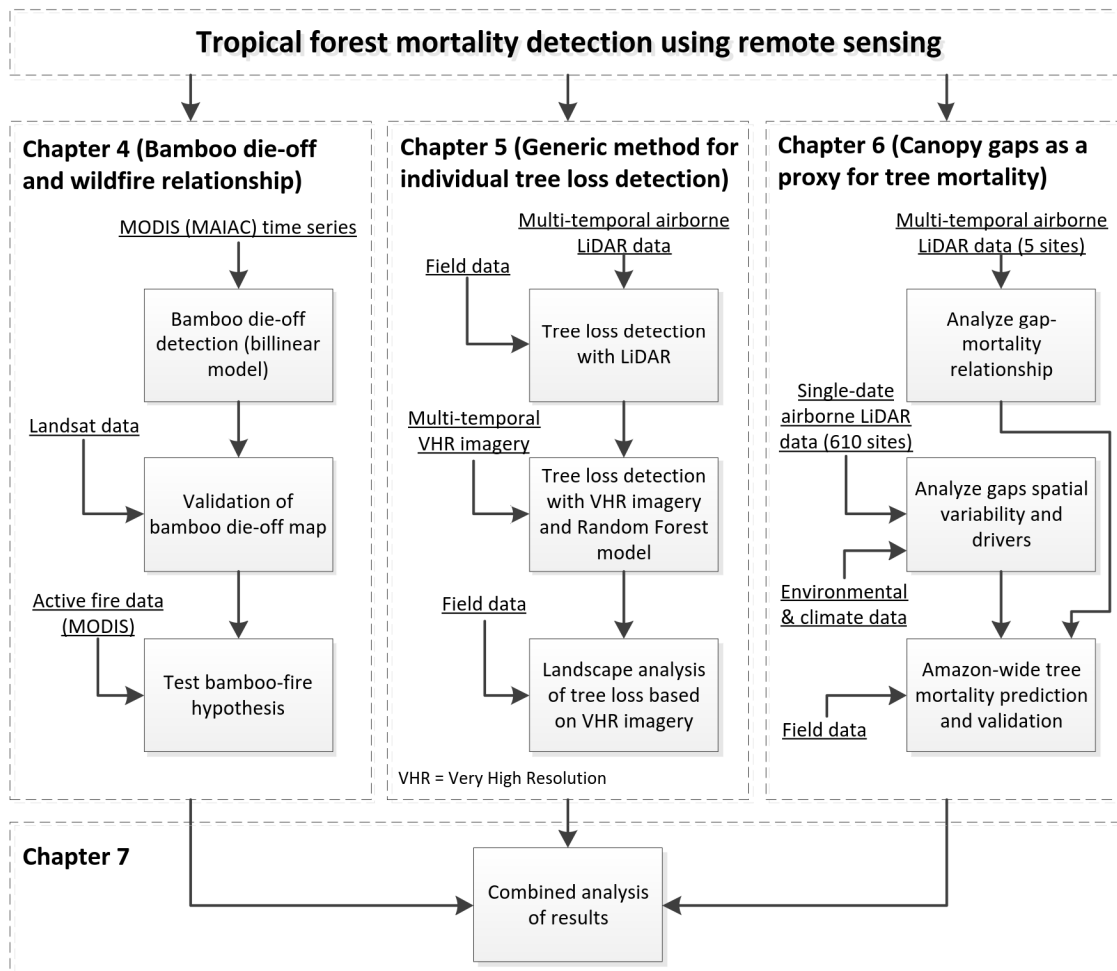 Tropical forest mortality detection using remote sensing
Chapter 4 (Bamboo die-off
and wildfire relationship)
MODIS (MAIAC) time series
Bamboo die-off
detection (billinear
model)
Landsat data
Validation of
bamboo die-off map
Active fire data
(MODIS)
Test bamboo-fire
hypothesis
Chapter 5 (Generic method for
individual tree loss detection)
Multi-temporal airborne
LiDAR data
Field data
Tree loss detection
with LiDAR
Multi-temporal
VHR imagery
Tree loss detection
with VHR imagery
and Random Forest
model
Field data
Landscape analysis
of tree loss based
on VHR imagery
VHR = Very High Resolution
Chapter 6 (Canopy gaps as a
proxy for tree mortality)
Multi-temporal airborne
LiDAR data (5 sites)
Analyze gap-
mortality
relationship
Single-date
airborne LiDAR
data (610 sites)
Analyze gaps spatial
variability and
drivers
Environmental
& climate data
Amazon-wide tree
mortality prediction
and validation
Field data
Chapter 7
Combined analysis
of results